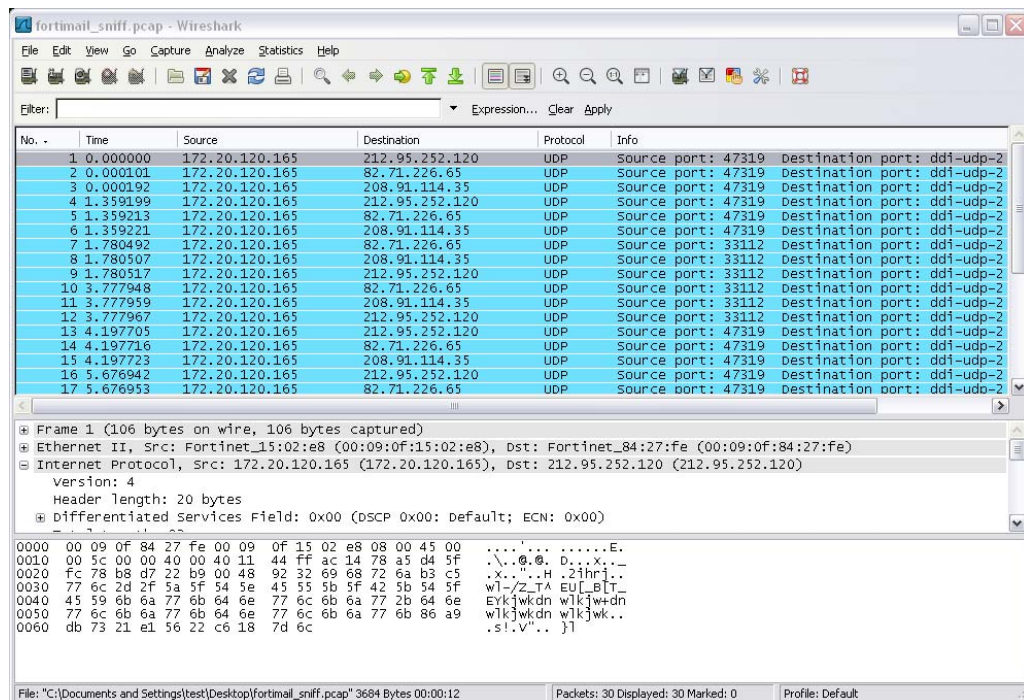 fortimail_sniff.pcap - Wireshark
File Edit View Go Capture Analyze Statistics Help
Filter: Expression... Clear Apply
No. - Time Source Destination Protocol Info
1 0.000000 172.20.120.165 212.95.252.120 UDP Source port: 47319 Destination port: ddi-udp-2
2 0.000101 172.20.120.165 82.71.226.65 UDP Source port: 47319 Destination port: ddi-udp-2
3 0.000192 172.20.120.165 208.91.114.35 UDP Source port: 47319 Destination port: ddi-udp-2
4 1.359199 172.20.120.165 212.95.252.120 UDP Source port: 47319 Destination port: ddi-udp-2
5 1.359213 172.20.120.165 82.71.226.65 UDP Source port: 47319 Destination port: ddi-udp-2
6 1.359221 172.20.120.165 208.91.114.35 UDP Source port: 47319 Destination port: ddi-udp-2
7 1.780492 172.20.120.165 82.71.226.65 UDP Source port: 33112 Destination port: ddi-udp-2
8 1.780507 172.20.120.165 208.91.114.35 UDP Source port: 33112 Destination port: ddi-udp-2
9 1.780517 172.20.120.165 212.95.252.120 UDP Source port: 33112 Destination port: ddi-udp-2
10 3.777948 172.20.120.165 82.71.226.65 UDP Source port: 33112 Destination port: ddi-udp-2
11 3.777959 172.20.120.165 208.91.114.35 UDP Source port: 33112 Destination port: ddi-udp-2
12 3.777967 172.20.120.165 212.95.252.120 UDP Source port: 33112 Destination port: ddi-udp-2
13 4.197705 172.20.120.165 212.95.252.120 UDP Source port: 47319 Destination port: ddi-udp-2
14 4.197716 172.20.120.165 82.71.226.65 UDP Source port: 47319 Destination port: ddi-udp-2
15 4.197723 172.20.120.165 208.91.114.35 UDP Source port: 47319 Destination port: ddi-udp-2
16 5.676942 172.20.120.165 212.95.252.120 UDP Source port: 47319 Destination port: ddi-udp-2
17 5.676953 172.20.120.165 82.71.226.65 UDP Source port: 47319 Destination port: ddi-udp-2
Frame 1 (106 bytes on wire, 106 bytes captured)
Ethernet II, Src: Fortinet_15:02:e8 (00:09:0f:15:02:e8), Dst: Fortinet_84:27:fe (00:09:0f:84:27:fe)
Internet Protocol, Src: 172.20.120.165 (172.20.120.165), Dst: 212.95.252.120 (212.95.252.120)
Version: 4
Header length: 20 bytes
Differentiated Services Field: 0x00 (DSCP 0x00: Default; ECN: 0x00)
0000 00 09 0f 84 27 fe 00 09 0f 15 02 e8 08 00 45 00 ....'... ......E.
0010 00 5c 00 00 40 00 40 11 44 ff ac 14 78 a5 d4 5f .\..@.@. D...x.._
0020 fc 78 b8 d7 22 b9 00 48 92 32 69 68 72 6a b3 c5 .x.."..H .2ihrj..
0030 77 6c 2d 2f 5a 5f 54 5e 45 55 5b 5f 42 5b 54 5f wl-/Z_T^ EU[_B[T_
0040 45 59 6b 6a 77 6b 64 6e 77 6c 6b 6a 77 2b 64 6e EYkjwkdn wlkjw+dn
0050 77 6c 6b 6a 77 6b 64 6e 77 6c 6b 6a 77 6b 86 a9 wlkjwkdn wlkjwk..
0060 db 73 21 e1 56 22 c6 18 7d 6c .s!.V".. }l
File: "C:\Documents and Settings\test\Desktop\fortimail_sniff.pcap" 3684 Bytes 00:00:12 Packets: 30 Displayed: 30 Marked: 0 Profile: Default